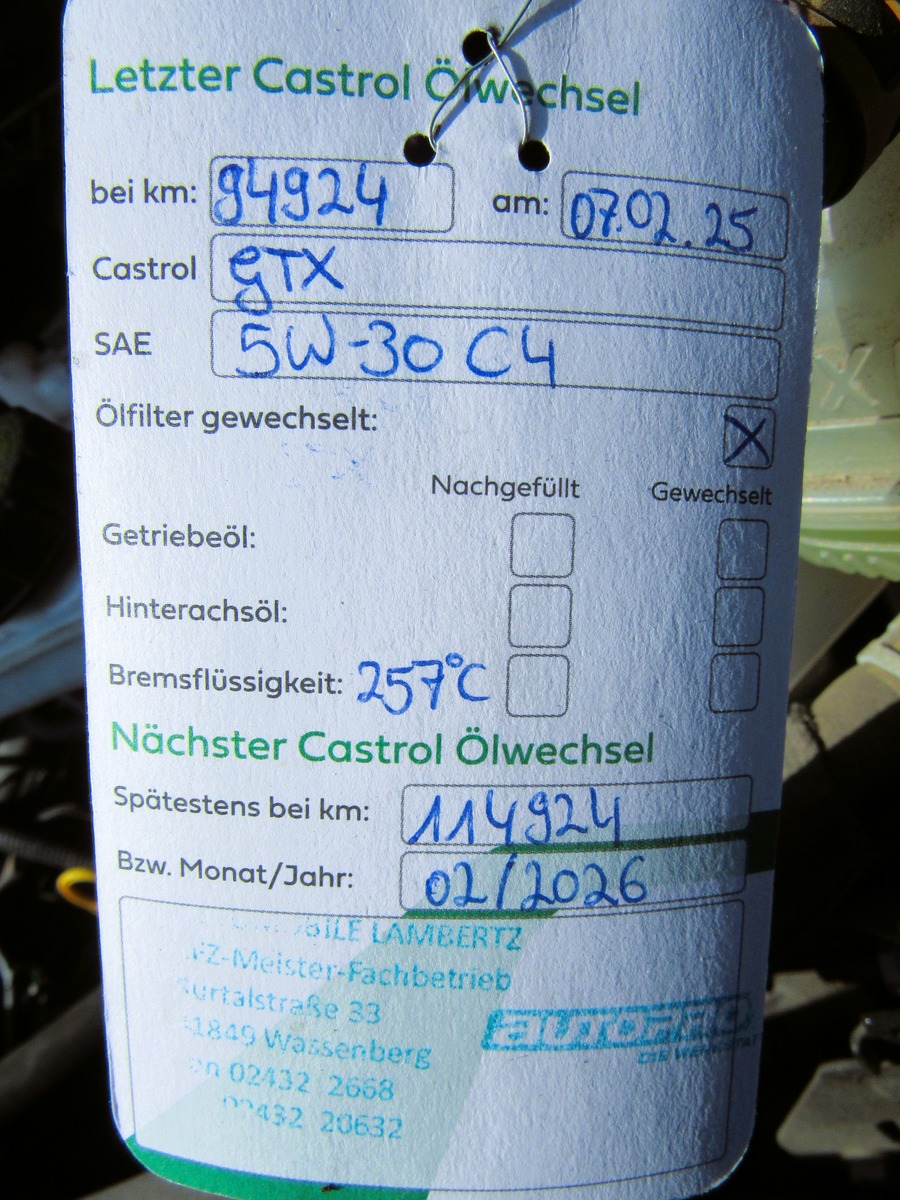 Letzter Castrol Ölwechsel
bei km: 94924 am: 07.02.25
Castrol GTX
SAE 5W-30 C4
Ölfilter gewechselt: X
Nachgefüllt Gewechselt
Getriebeöl:
Hinterachsöl:
Bremsflüssigkeit: 257°C
Nächster Castrol Ölwechsel
Spätestens bei km: 114924
Bzw. Monat/Jahr: 02/2026
LAMBERTZ
Meister-Fachbetrieb
33
Wassenberg
02432 2668
20632